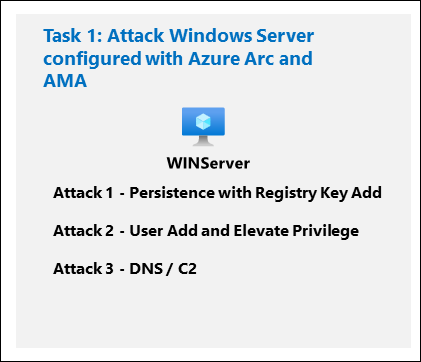 Task 1: Attack Windows Server
configured with Azure Arc and
AMA
WINServer
Attack 1 - Persistence with Registry Key Add
Attack 2 - User Add and Elevate Privilege
Attack 3 - DNS / C2